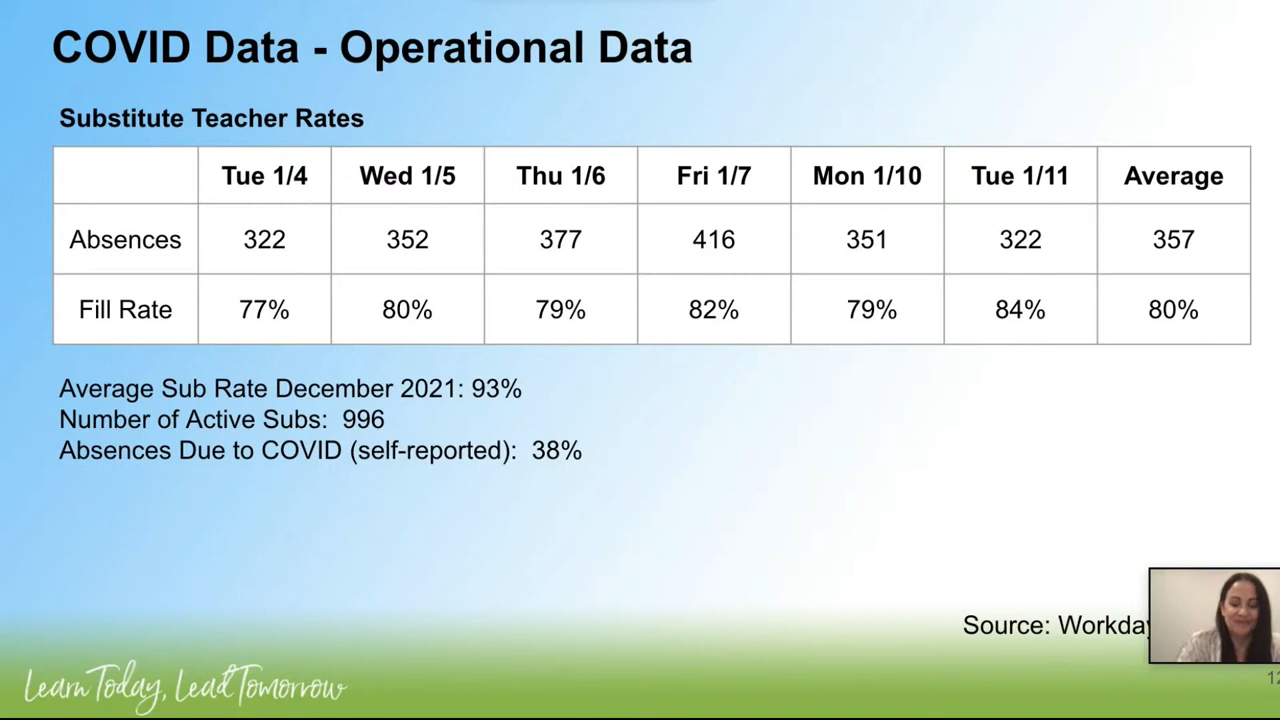 COVID Data - Operational Data
Substitute Teacher Rates
Tue 1/4 Wed 1/5 Thu 1/6 Fri 1/7 Mon 1/10 Tue 1/11 Average
Absences 322 352 377 416 351 322 357
Fill Rate 77% 80% 79% 82% 79% 84% 80%
Average Sub Rate December 2021: 93%
Number of Active Subs: 996
Absences Due to COVID (self-reported): 38%
Source: Workday
Learn Today, Lead Tomorrow
12